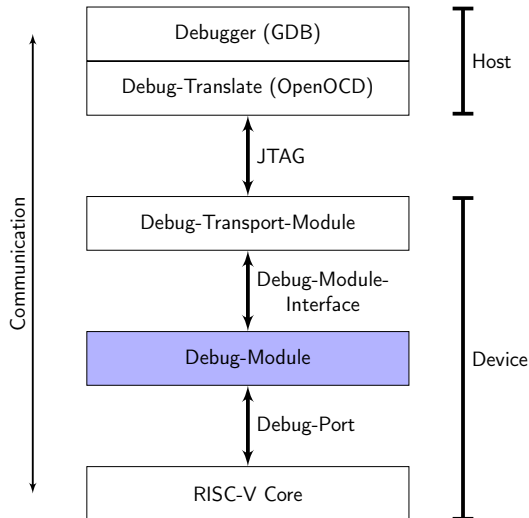 Debugger (GDB)
Host
Debug-Translate (OpenOCD)
JTAG
Communication
Debug-Transport-Module
Debug-Module-
Interface
Debug-Module
Device
Debug-Port
RISC-V Core